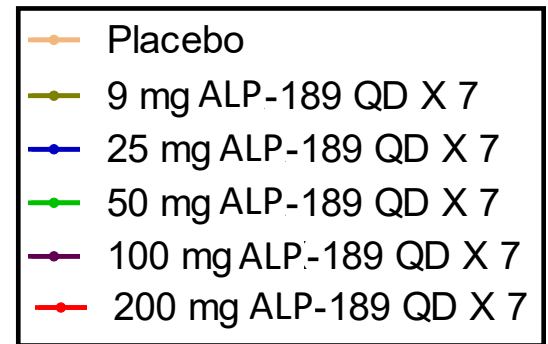 Placebo
9 mg ALP-189 QD X 7
25 mg ALP-189 QD X 7
50 mg ALP-189 QD X 7
100 mg ALP-189 QD X 7
200 mg ALP-189 QD X 7